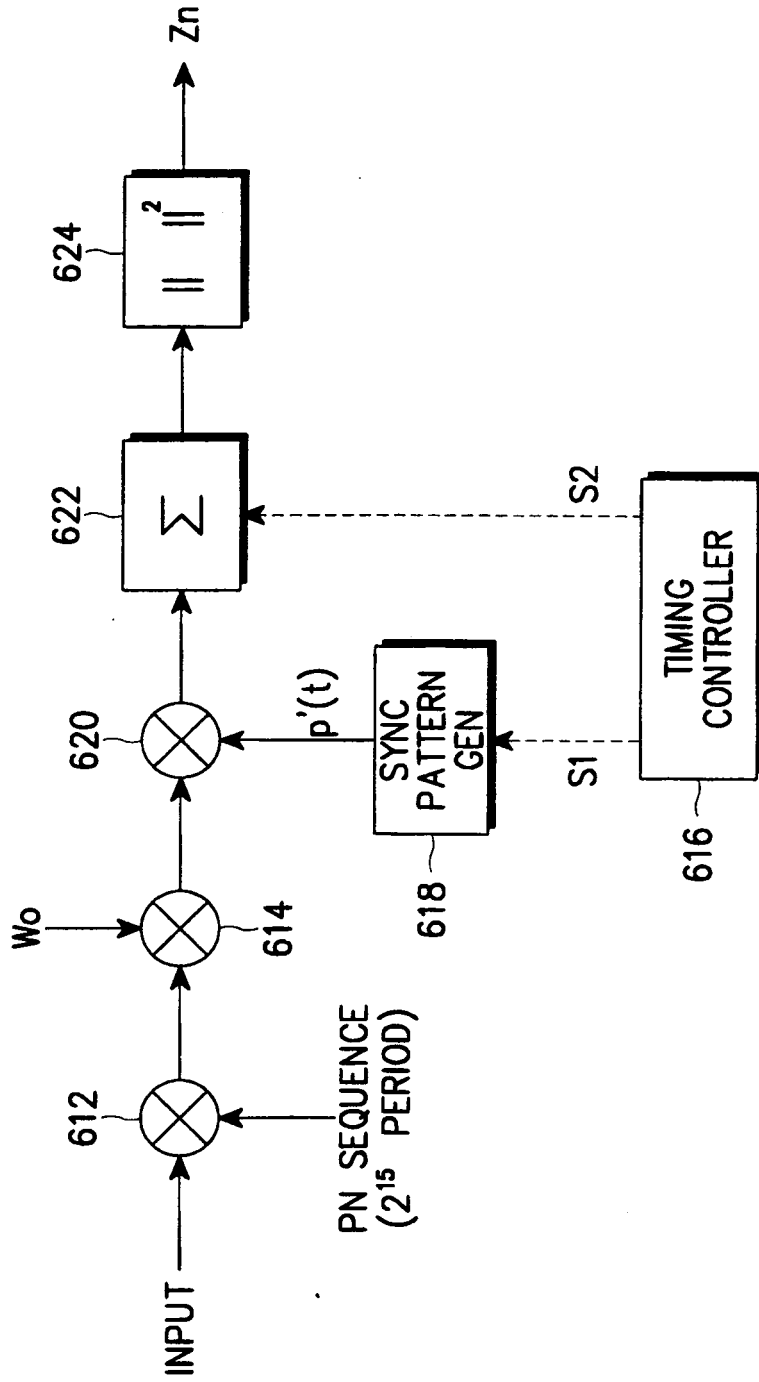 INPUT
612
PN SEQUENCE
(2¹⁵ PERIOD)
Wo
614
620
p'(t)
SYNC
PATTERN
GEN
618
622
Σ
624
|| ||²
Zn
S1
S2
TIMING
CONTROLLER
616